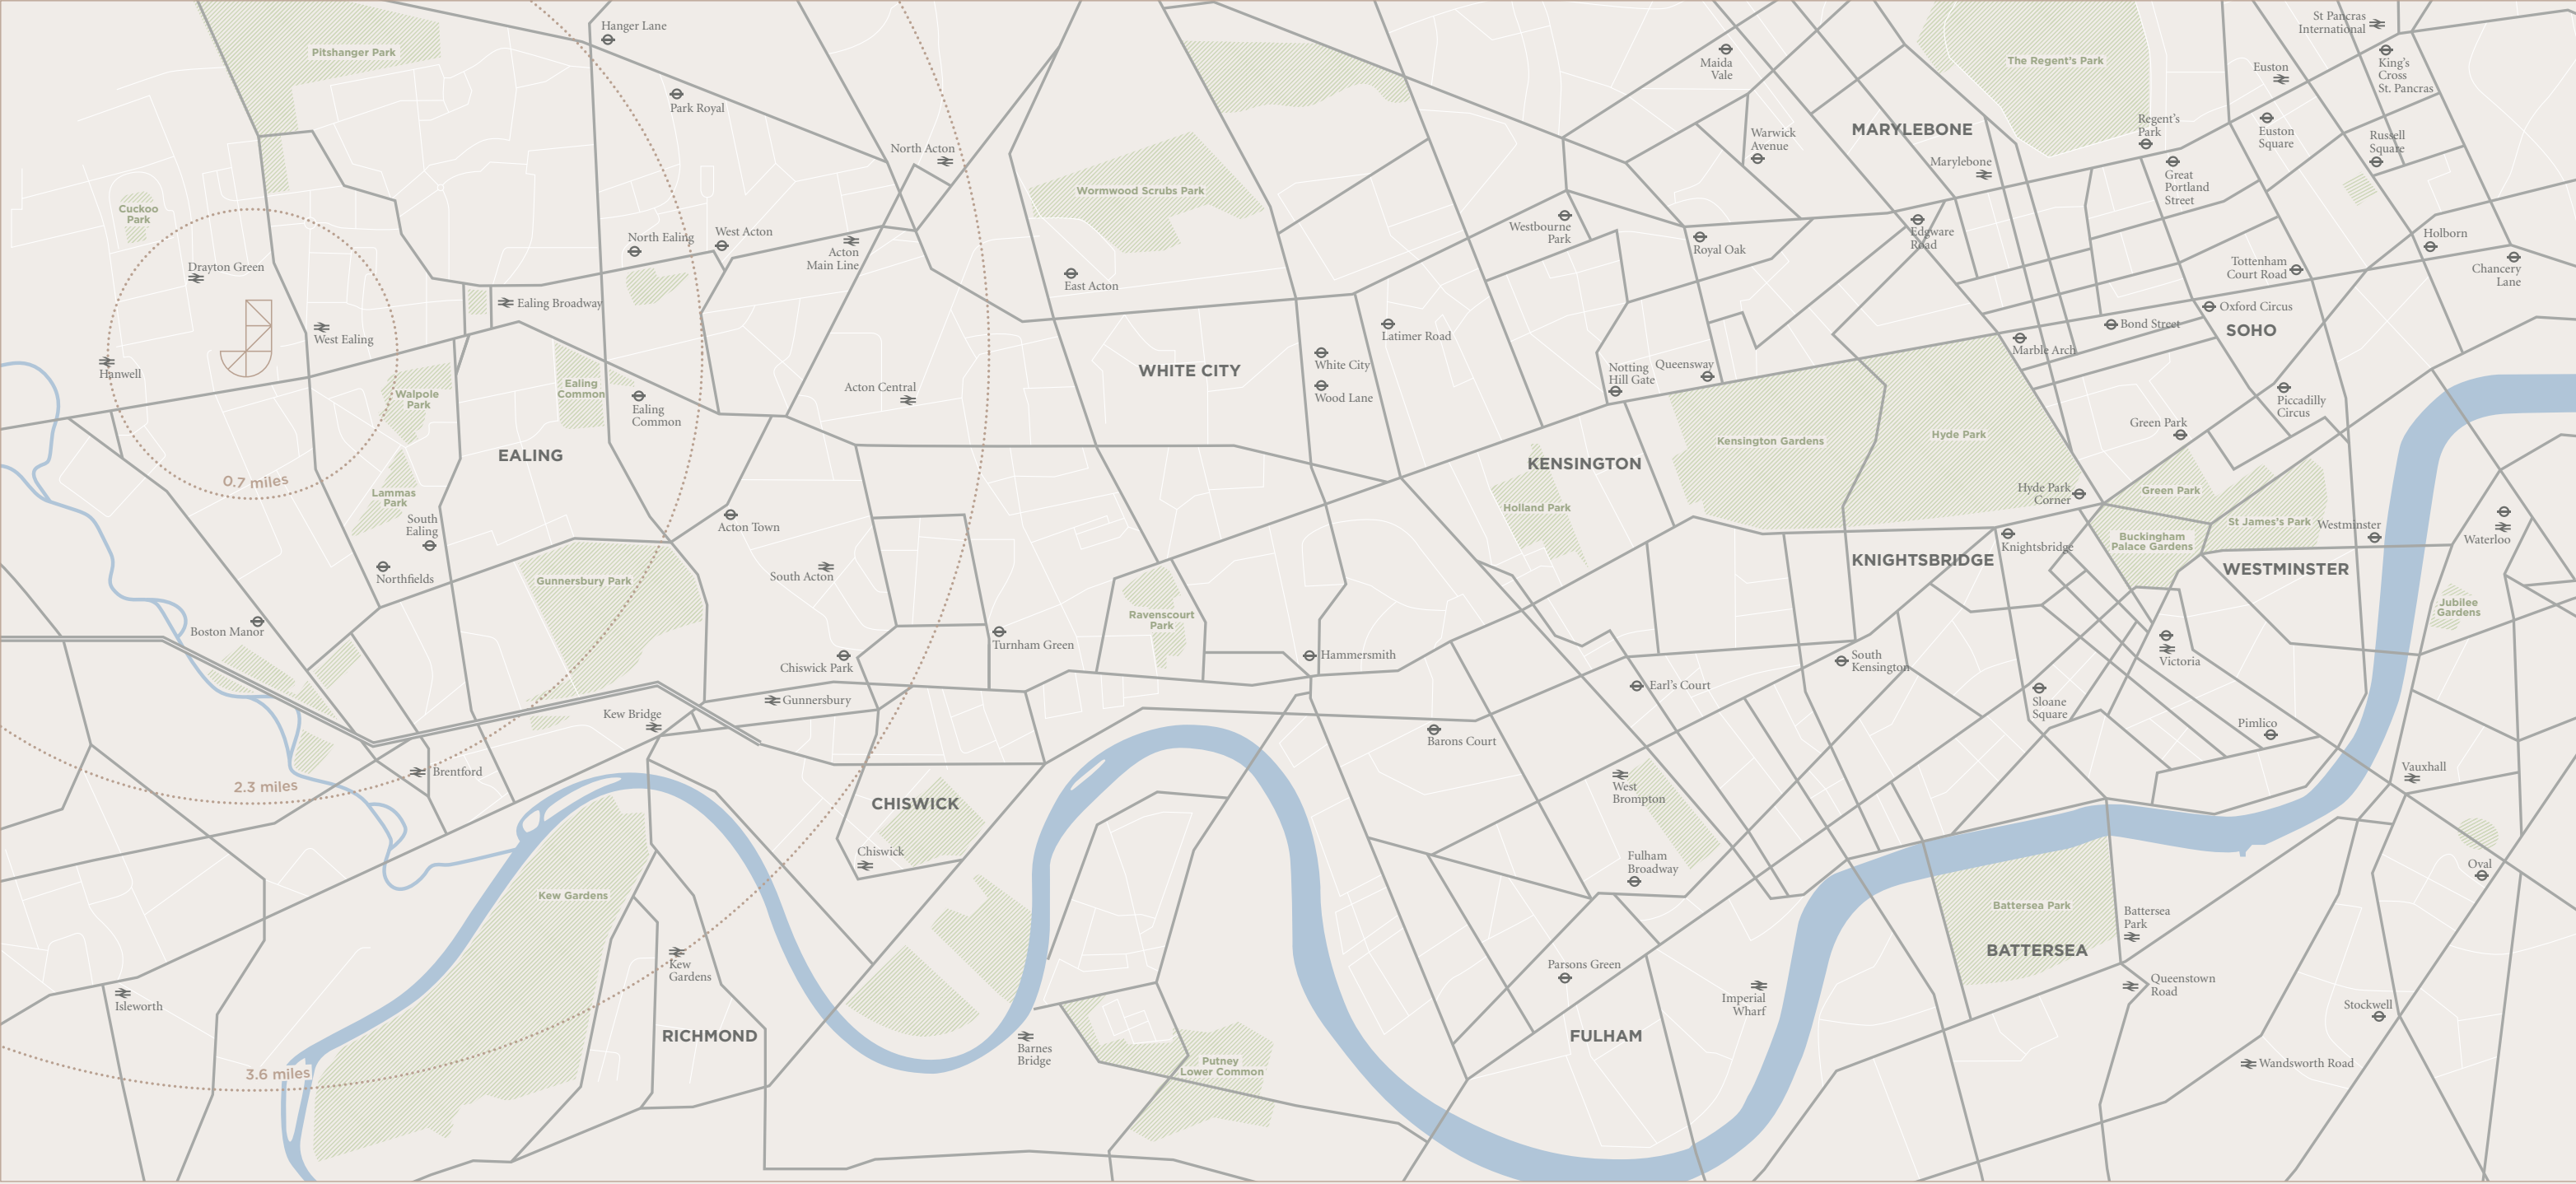 Pitshanger Park
Hanger Lane
Park Royal
North Acton
Cuckoo
Park
Drayton Green
West Ealing
Hanwell
Ealing Broadway
North Ealing
West Acton
Acton
Main Line
East Acton
Wormwood Scrubs Park
Walpole
Park
Ealing
Common
Ealing
Common
Acton Central
WHITE CITY
White City
Wood Lane
Latimer Road
EALING
0.7 miles
Lammas
Park
South
Ealing
Northfields
Boston Manor
Gunnersbury Park
Acton Town
South Acton
Chiswick Park
Gunnersbury
Turnham Green
Ravenscourt
Park
Hammersmith
Kew Bridge
Brentford
2.3 miles
CHISWICK
Chiswick
Kew Gardens
Kew
Gardens
Isleworth
3.6 miles
RICHMOND
Barnes
Bridge
Putney
Lower Common
Maida
Vale
Warwick
Avenue
MARYLEBONE
Marylebone
The Regent's Park
Regent's
Park
Great
Portland
Street
Euston
Euston
Square
St Pancras
International
King's
Cross
St. Pancras
Russell
Square
Holborn
Chancery
Lane
Westbourne
Park
Royal Oak
Edgware
Road
Tottenham
Court Road
Oxford Circus
Bond Street
SOHO
Marble Arch
Notting
Hill Gate
Queensway
Piccadilly
Circus
Green Park
KENSINGTON
Kensington Gardens
Hyde Park
Holland Park
Hyde Park
Corner
Green Park
St James's Park
Westminster
Buckingham
Palace Gardens
Waterloo
KNIGHTSBRIDGE
Knightsbridge
WESTMINSTER
Jubilee
Gardens
Victoria
South
Kensington
Earl's Court
Sloane
Square
Pimlico
Barons Court
West
Brompton
Vauxhall
Fulham
Broadway
Oval
Battersea Park
Battersea
Park
BATTERSEA
Parsons Green
Imperial
Wharf
Queenstown
Road
Stockwell
FULHAM
Wandsworth Road